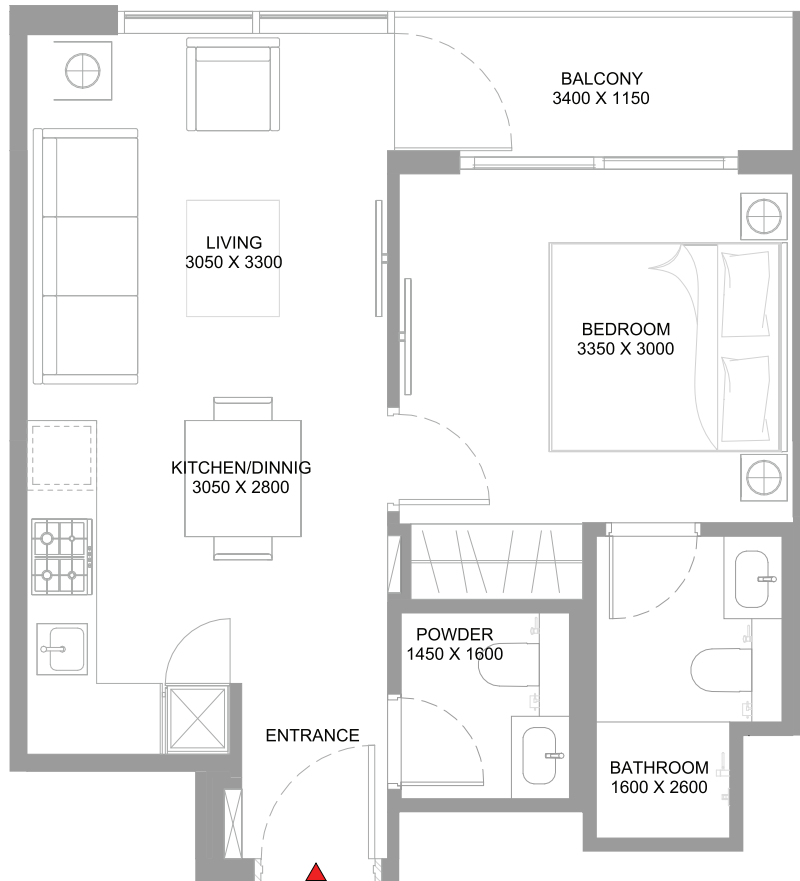 BALCONY
3400 X 1150
LIVING
3050 X 3300
BEDROOM
3350 X 3000
KITCHEN/DINNIG
3050 X 2800
POWDER
1450 X 1600
ENTRANCE
BATHROOM
1600 X 2600